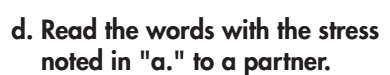 d. Read the words with the stress
noted in "a." to a partner.